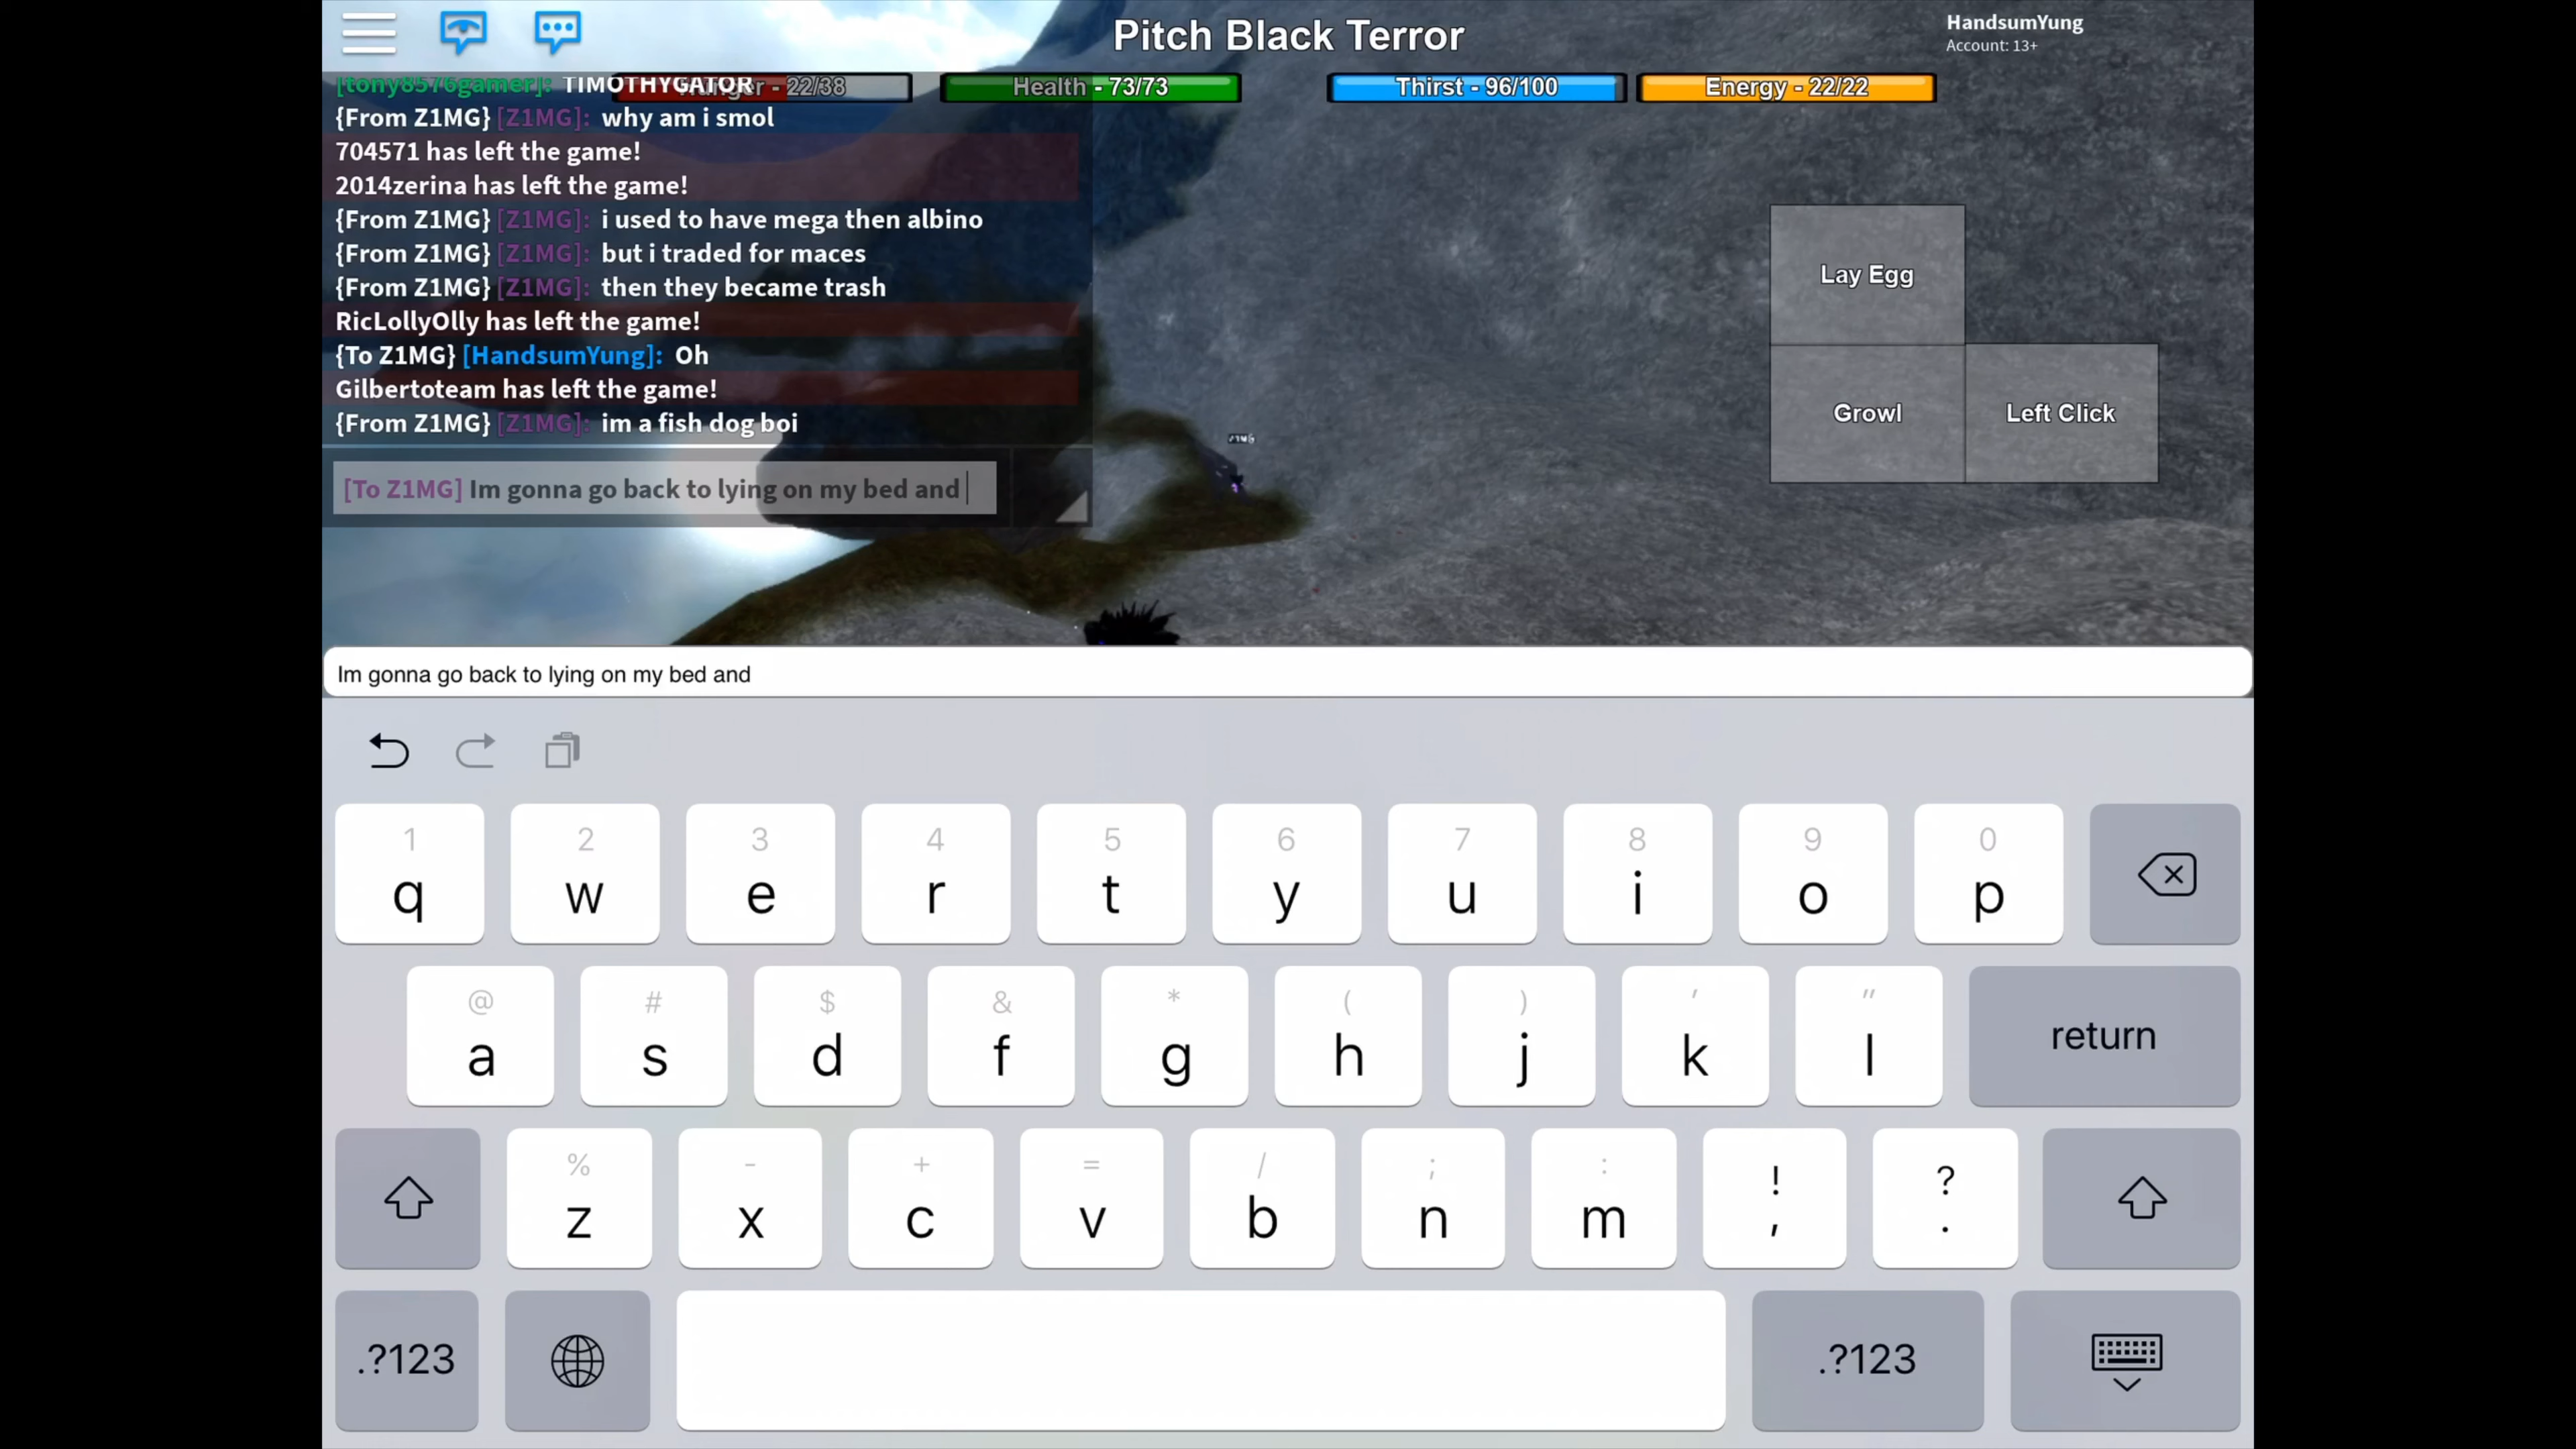 Pitch Black Terror
HandsumYung
Account: 13+
[tony8576gamer]: TIMOTHYGATOR
Hunger - 22/38
Health - 73/73
Thirst - 96/100
Energy - 22/22
{From Z1MG} [Z1MG]: why am i smol
704571 has left the game!
2014zerina has left the game!
{From Z1MG} [Z1MG]: i used to have mega then albino
{From Z1MG} [Z1MG]: but i traded for maces
{From Z1MG} [Z1MG]: then they became trash
RicLollyOlly has left the game!
{To Z1MG} [HandsumYung]: Oh
Gilbertoteam has left the game!
{From Z1MG} [Z1MG]: im a fish dog boi
[To Z1MG] Im gonna go back to lying on my bed and
Z1MG
Lay Egg
Growl
Left Click
Im gonna go back to lying on my bed and
1 2 3 4 5 6 7 8 9 0
q w e r t y u i o p
@ # $ & * ( ) ' "
a s d f g h j k l return
% - + = / ; : ! ?
z x c v b n m , .
.?123 .?123